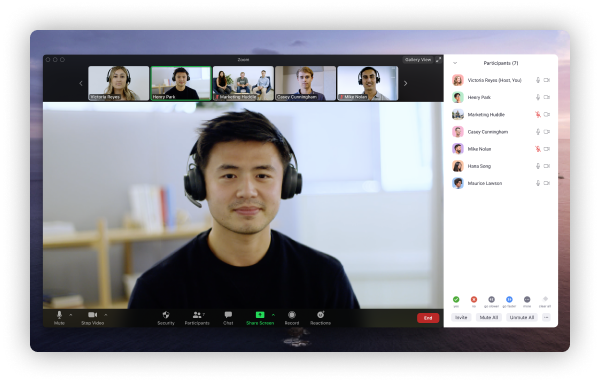 Zoom
Gallery View
Victoria Reyes
Henry Park
Marketing Huddle
Casey Cunningham
Mike Nolan
Mute
Stop Video
Security
Participants
Chat
Share Screen
Record
Reactions
End
Participants (7)
Victoria Reyes (Host, You)
Henry Park
Marketing Huddle
Casey Cunningham
Mike Nolan
Hana Song
Maurice Lawson
yes
no
go slower
go faster
more
clear all
Invite
Mute All
Unmute All